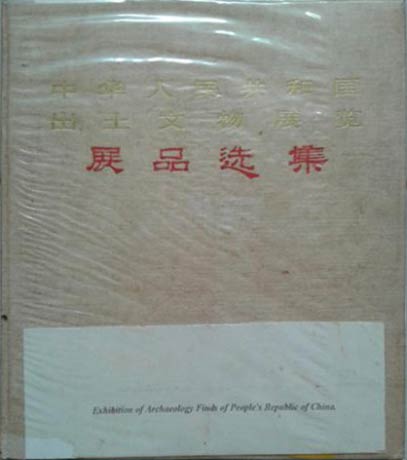 中华人民共和国
出土文物展览
展品选集
Exhibition of Archaeology Finds of People's Republic of China.